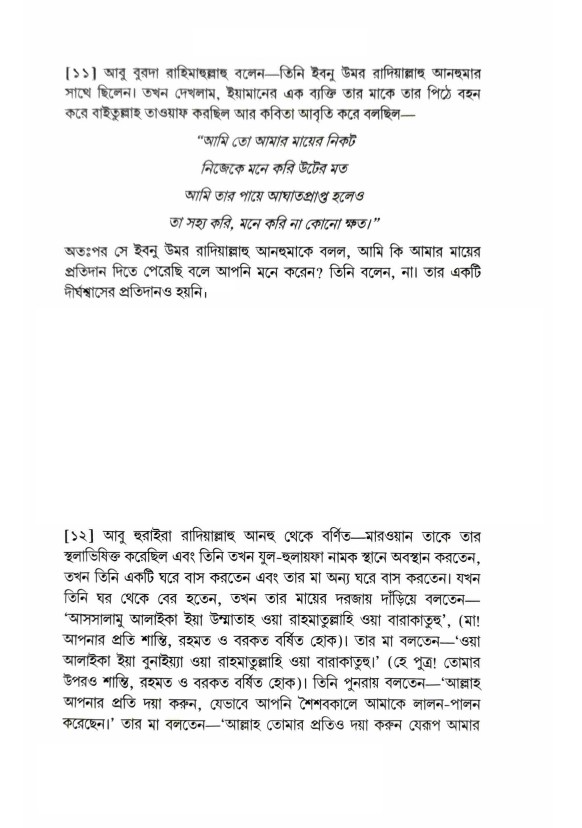 [১১] আবু বুরদা রাহিমাহুল্লাহু বলেন—তিনি ইবনু উমর রাদিয়াল্লাহু আনহুমার
সাথে ছিলেন। তখন দেখলাম, ইয়ামানের এক ব্যক্তি তার মাকে তার পিঠে বহন
করে বাইতুল্লাহ তাওয়াফ করছিল আর কবিতা আবৃতি করে বলছিল—
“আমি তো আমার মায়ের নিকট
নিজেকে মনে করি উটের মত
আমি তার পায়ে আঘাতপ্রাপ্ত হলেও
তা সহ্য করি, মনে করি না কোনো ক্ষত।”
অতঃপর সে ইবনু উমর রাদিয়াল্লাহু আনহুমাকে বলল, আমি কি আমার মায়ের
প্রতিদান দিতে পেরেছি বলে আপনি মনে করেন? তিনি বলেন, না। তার একটি
দীর্ঘশ্বাসের প্রতিদানও হয়নি।
[১২] আবু হুরাইরা রাদিয়াল্লাহু আনহু থেকে বর্ণিত—মারওয়ান তাকে তার
স্থলাভিষিক্ত করেছিল এবং তিনি তখন যুল-হুলায়ফা নামক স্থানে অবস্থান করতেন,
তখন তিনি একটি ঘরে বাস করতেন এবং তার মা অন্য ঘরে বাস করতেন। যখন
তিনি ঘর থেকে বের হতেন, তখন তার মায়ের দরজায় দাঁড়িয়ে বলতেন—
‘আসসালামু আলাইকা ইয়া উম্মাতাহ ওয়া রাহমাতুল্লাহি ওয়া বারাকাতুহু’, (মা!
আপনার প্রতি শান্তি, রহমত ও বরকত বর্ষিত হোক)। তার মা বলতেন—‘ওয়া
আলাইকা ইয়া বুনাইয়্যা ওয়া রাহমাতুল্লাহি ওয়া বারাকাতুহু।’ (হে পুত্র! তোমার
উপরও শান্তি, রহমত ও বরকত বর্ষিত হোক)। তিনি পুনরায় বলতেন—‘আল্লাহ
আপনার প্রতি দয়া করুন, যেভাবে আপনি শৈশবকালে আমাকে লালন-পালন
করেছেন।’ তার মা বলতেন—‘আল্লাহ তোমার প্রতিও দয়া করুন যেরূপ আমার